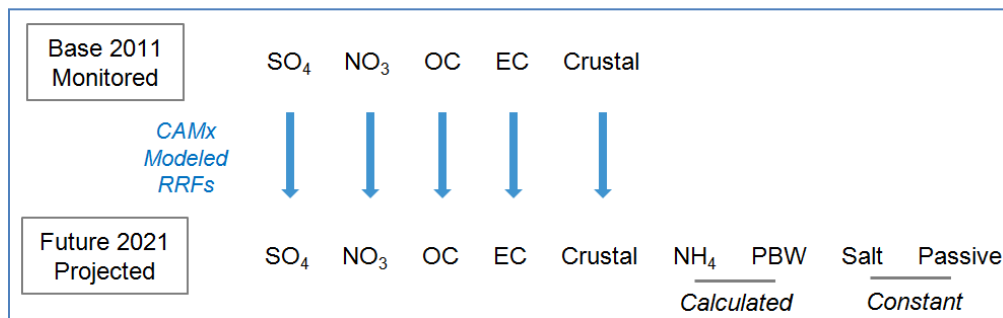 Base 2011
Monitored
SO₄ NO₃ OC EC Crustal
CAMx
Modeled
RRFs
Future 2021
Projected
SO₄ NO₃ OC EC Crustal NH₄ PBW Salt Passive
Calculated Constant